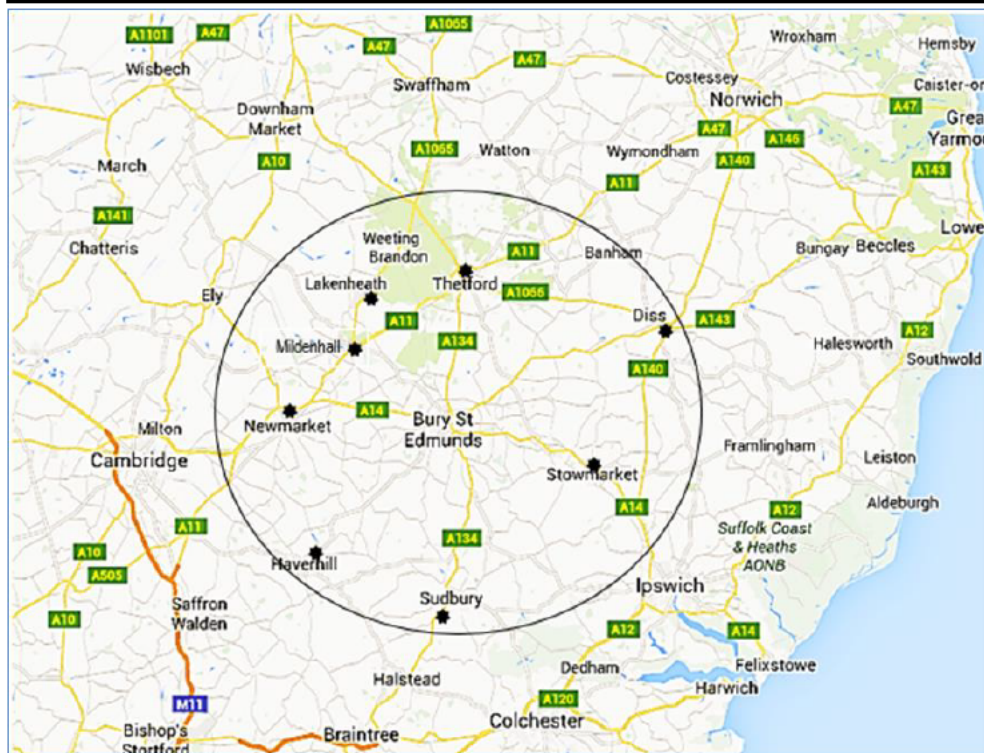 A1065
A1101
A47
Wroxham
Hemsby
A47
A47
Wisbech
Swaffham
Costessey
Caister-on
Downham
Market
Norwich
A47
Great
Yarmou
A47
A146
A1065
Watton
Wymondham
A10
A140
March
A11
A143
A141
Lowe
Weeting
Brandon
A11
Banham
Bungay
Beccles
Chatteris
Lakenheath
Thetford
A1066
Ely
Diss
A143
A11
A12
Mildenhall
A134
Halesworth
Southwold
A140
A14
Newmarket
Bury St
Edmunds
Milton
Framlingham
Cambridge
Leiston
Stowmarket
Aldeburgh
A14
A12
A11
Suffolk Coast
& Heaths
AONB
A134
A10
Haverhill
A505
Ipswich
Sudbury
Saffron
Walden
A10
A12
A14
Dedham
Felixstowe
Halstead
Harwich
A120
M11
Colchester
Bishop's
Stortford
Braintree